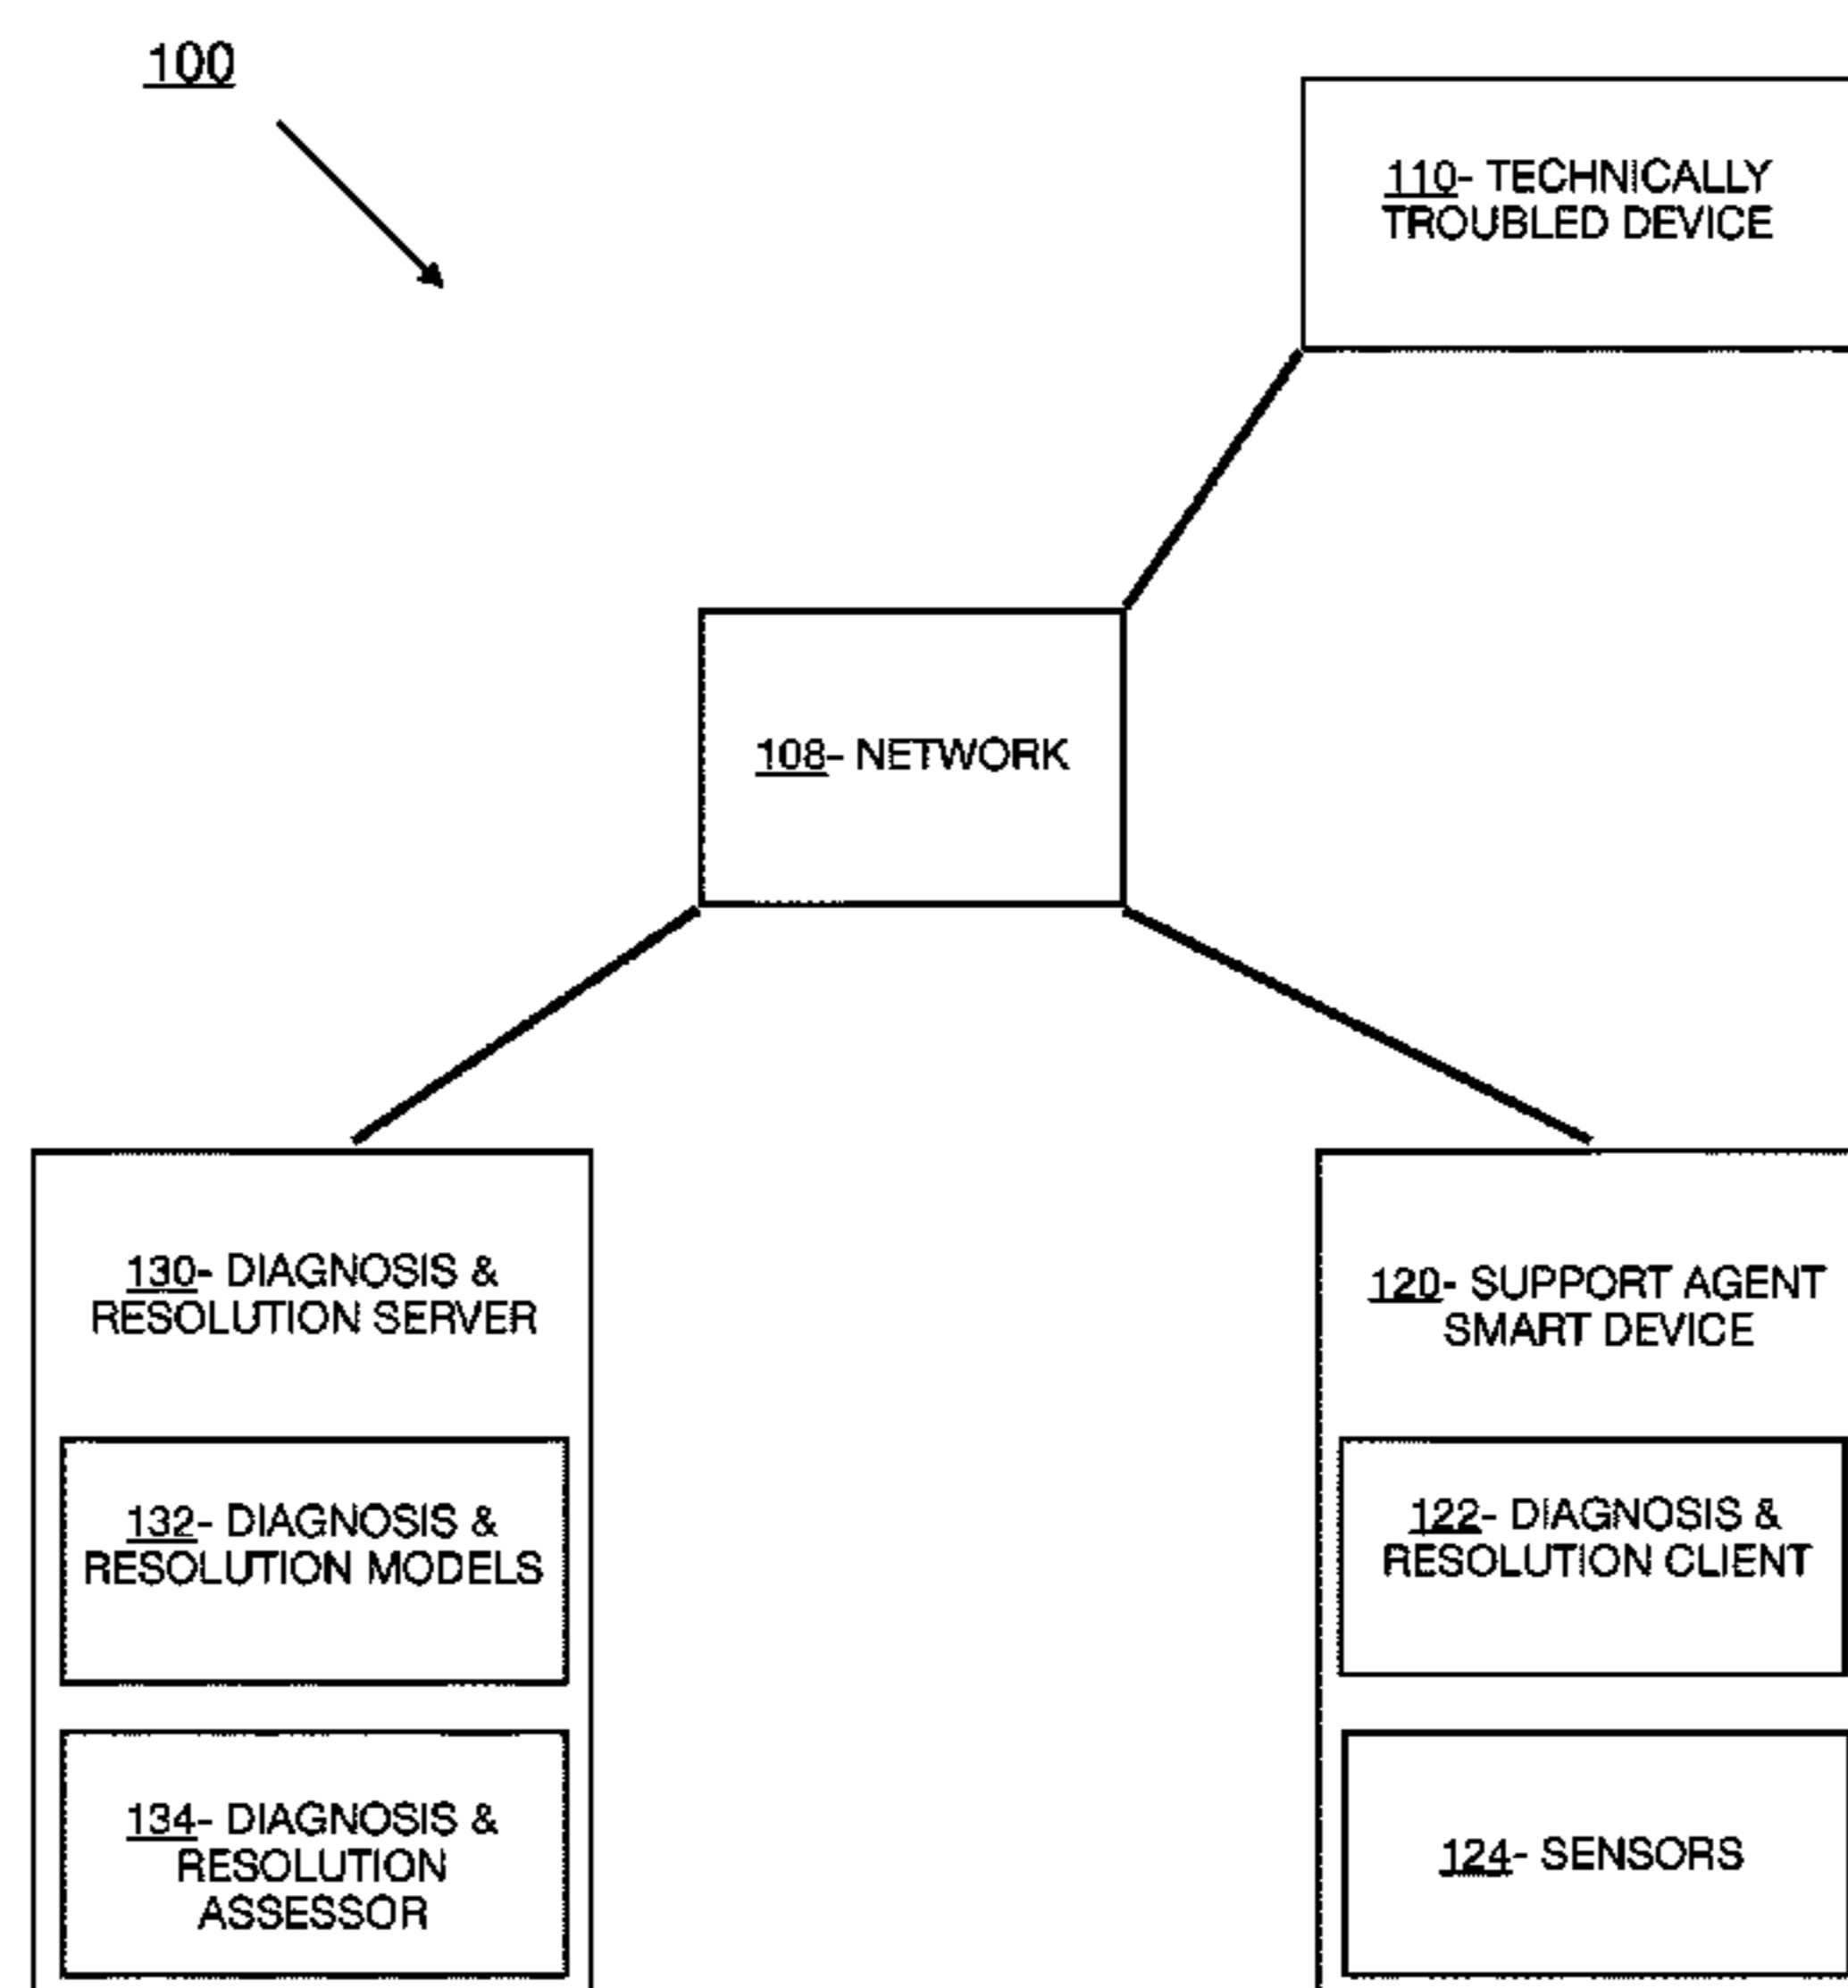 100
110- TECHNICALLY
TROUBLED DEVICE
108- NETWORK
130- DIAGNOSIS &
RESOLUTION SERVER
132- DIAGNOSIS &
RESOLUTION MODELS
134- DIAGNOSIS &
RESOLUTION
ASSESSOR
120- SUPPORT AGENT
SMART DEVICE
122- DIAGNOSIS &
RESOLUTION CLIENT
124- SENSORS